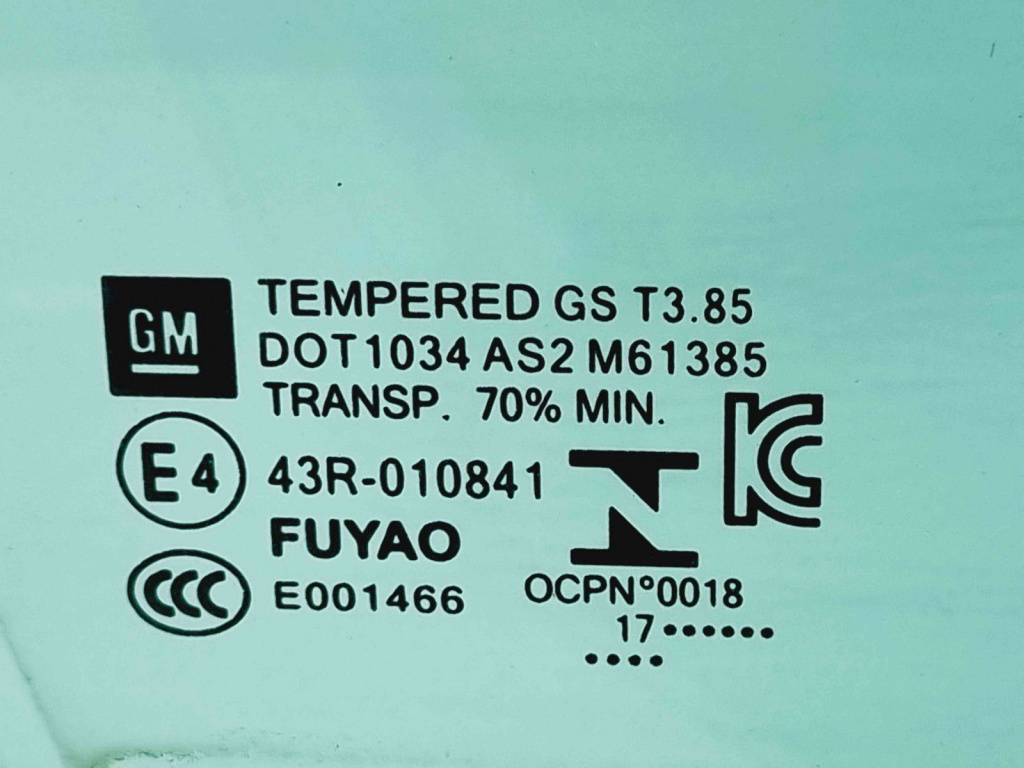 GM
TEMPERED GS T3.85
DOT1034 AS2 M61385
TRANSP. 70% MIN.
E4 43R-010841
FUYAO
CCC E001466
KC
OCPN°0018
17••••••
••••